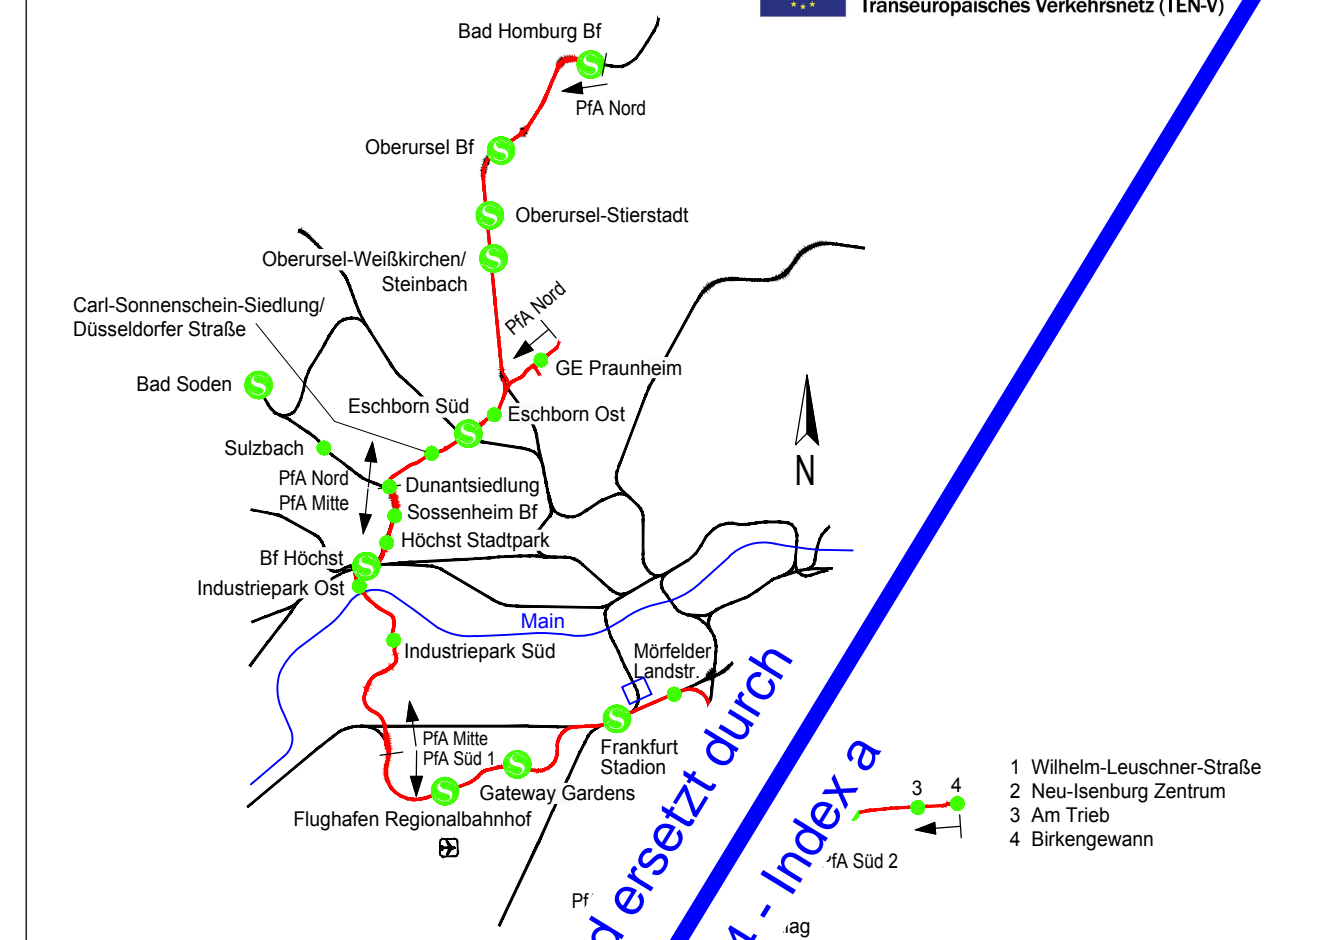 Transeuropäisches Verkehrsnetz (TEN-V)
Bad Homburg Bf
PfA Nord
Oberursel Bf
Oberursel-Stierstadt
Oberursel-Weißkirchen/
Steinbach
PfA Nord
Carl-Sonnenschein-Siedlung/
Düsseldorfer Straße
GE Praunheim
Bad Soden
Eschborn Süd
Eschborn Ost
Sulzbach
PfA Nord
PfA Mitte
N
Dunantsiedlung
Sossenheim Bf
Höchst Stadtpark
Bf Höchst
Industriepark Ost
Main
Industriepark Süd
Mörfelder
Landstr.
PfA Mitte
PfA Süd 1
Frankfurt
Stadion
Gateway Gardens
Flughafen Regionalbahnhof
ersetzt durch
- Index a
3 4
PfA Süd 2
1 Wilhelm-Leuschner-Straße
2 Neu-Isenburg Zentrum
3 Am Trieb
4 Birkengewann